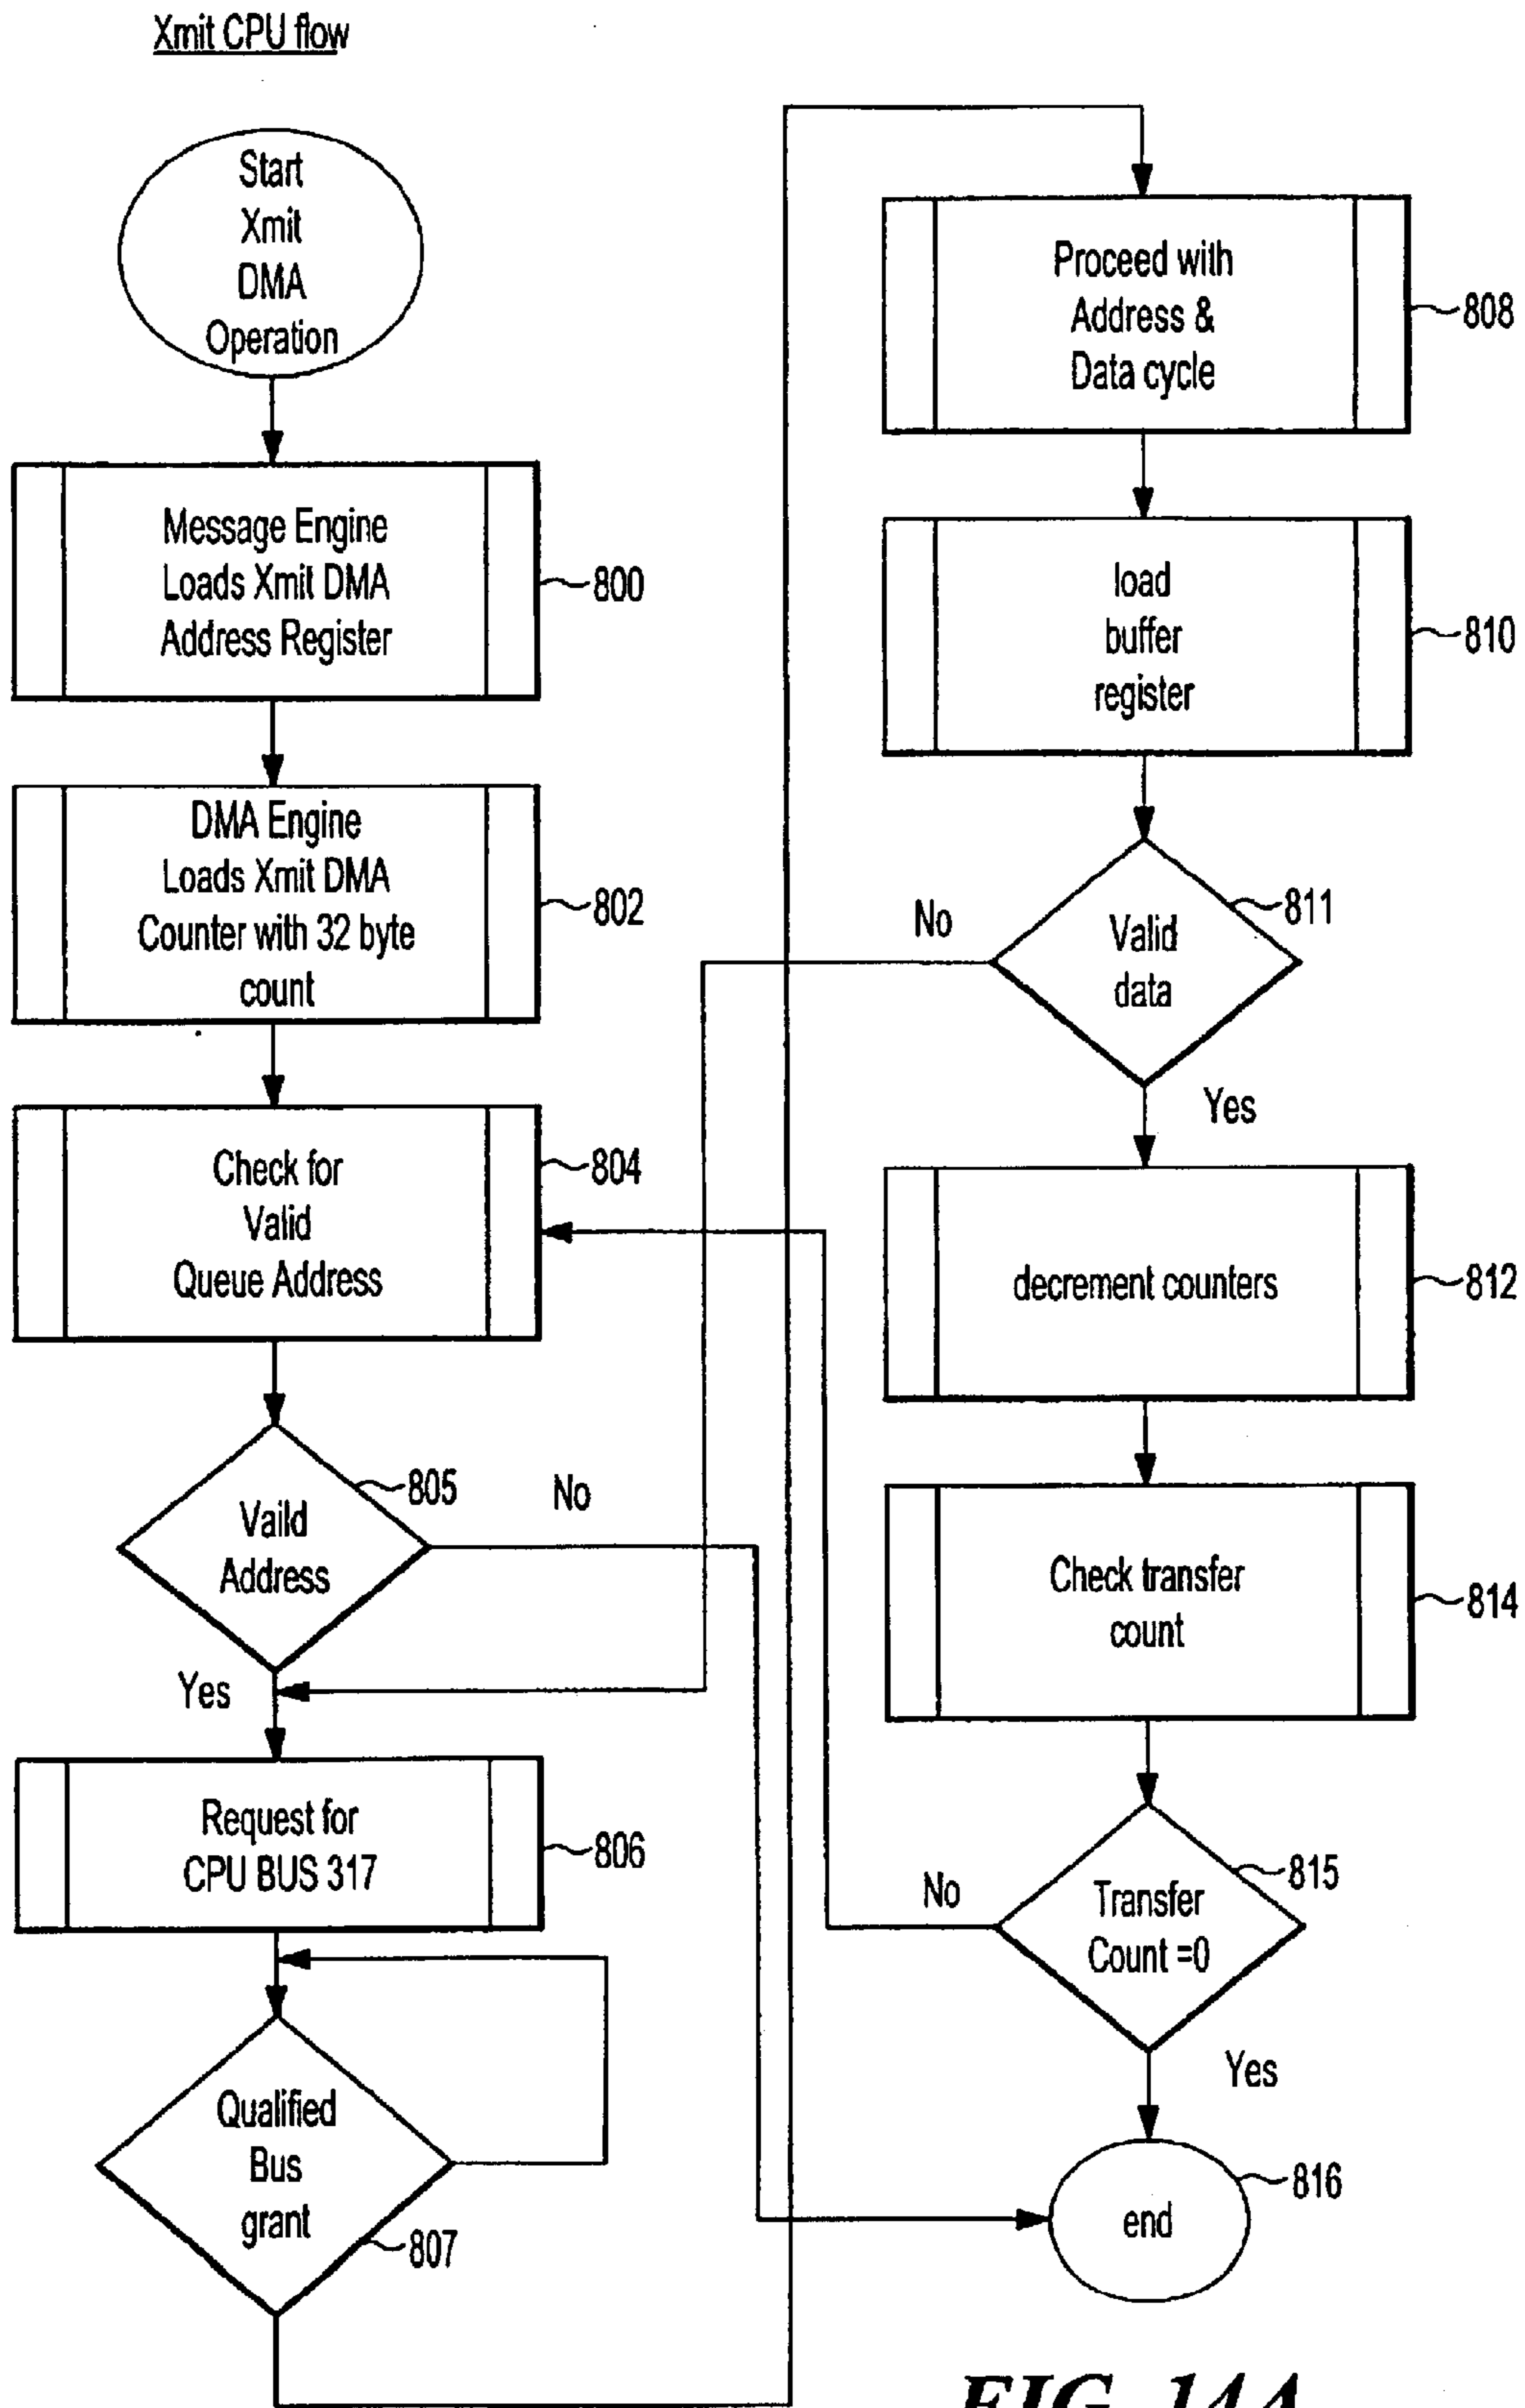 Xmit CPU flow
Start
Xmit
DMA
Operation
Message Engine
Loads Xmit DMA
Address Register
800
DMA Engine
Loads Xmit DMA
Counter with 32 byte
count
802
Check for
Valid
Queue Address
804
Vaild
Address
805
No
Yes
Request for
CPU BUS 317
806
Qualified
Bus
grant
807
Proceed with
Address &
Data cycle
808
load
buffer
register
810
Valid
data
811
No
Yes
decrement counters
812
Check transfer
count
814
Transfer
Count =0
815
No
Yes
end
816
FIG. 14A